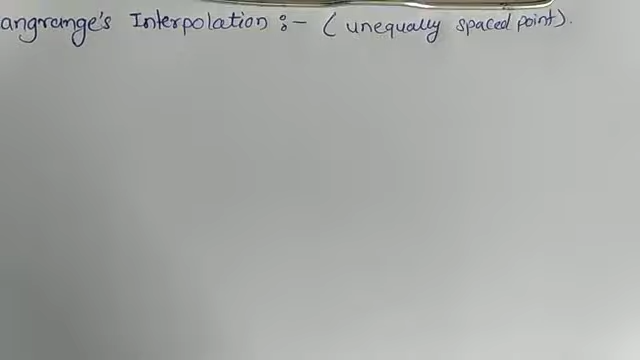 angrange's Interpolation :- (unequally spaced point).